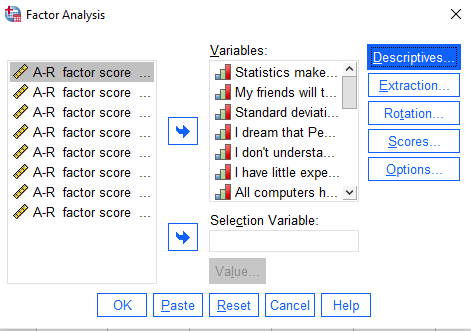 Factor Analysis
A-R factor score ...
A-R factor score ...
A-R factor score ...
A-R factor score ...
A-R factor score ...
A-R factor score ...
A-R factor score ...
A-R factor score ...
Variables:
Statistics make...
My friends will t...
Standard deviati...
I dream that Pe...
I don't understa...
I have little expe...
All computers h...
Selection Variable:
Value...
Descriptives...
Extraction...
Rotation...
Scores...
Options...
OK
Paste
Reset
Cancel
Help